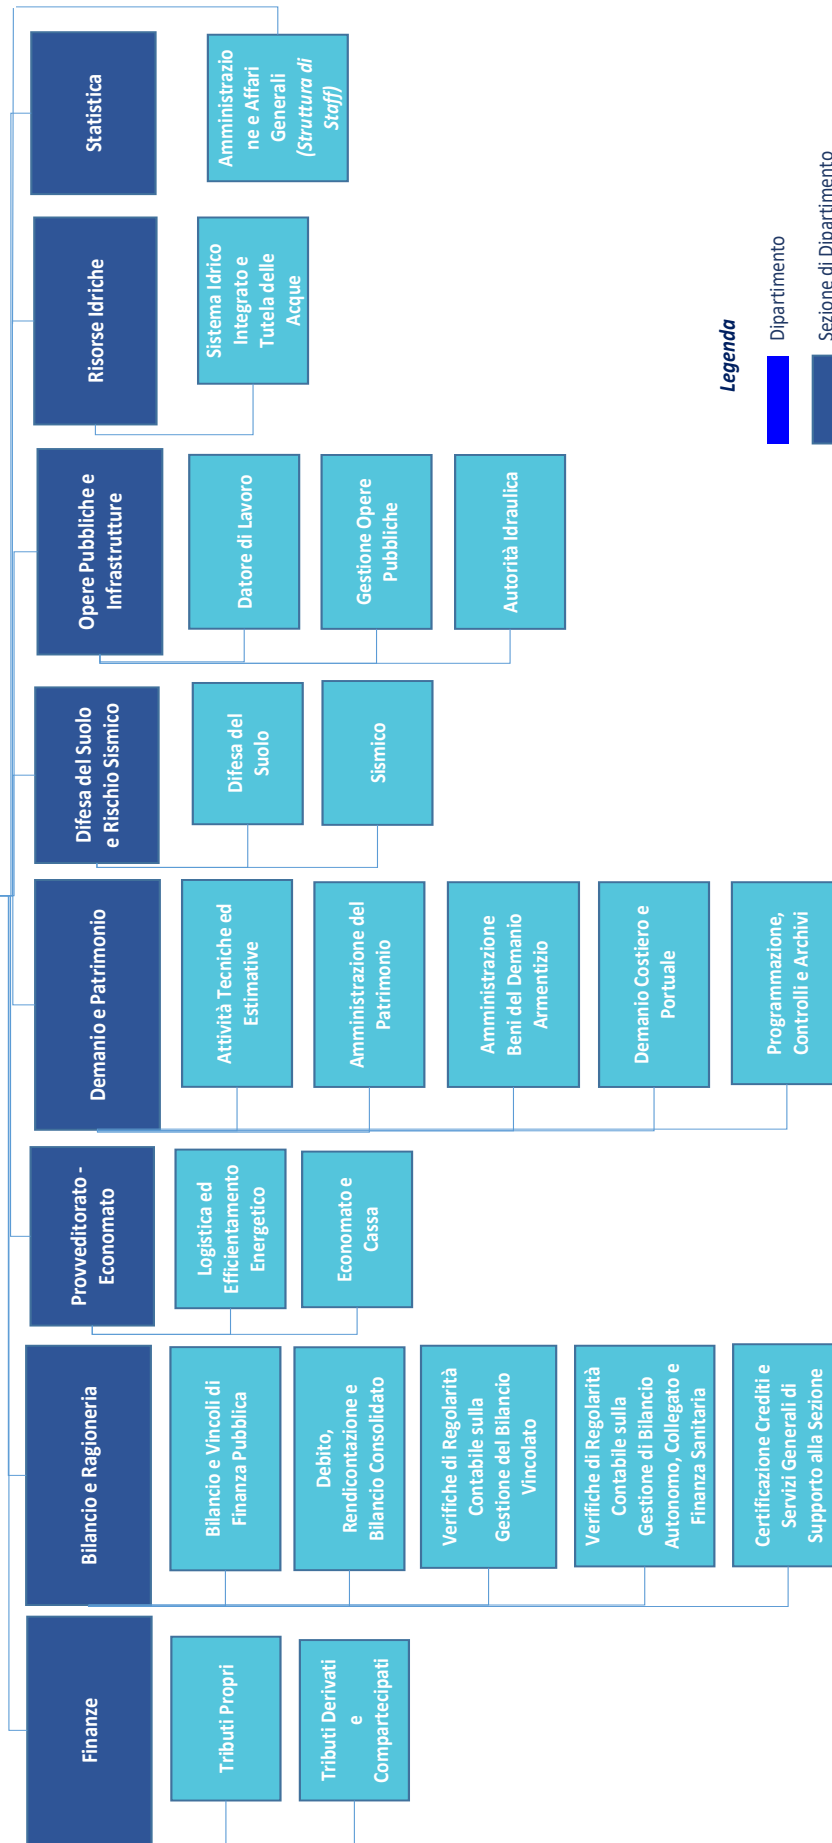 Finanze
Tributi Propri
Tributi Derivati
e
Compartecipati
Bilancio e Ragioneria
Bilancio e Vincoli di
Finanza Pubblica
Debito,
Rendicontazione e
Bilancio Consolidato
Verifiche di Regolarità
Contabile sulla
Gestione del Bilancio
Vincolato
Verifiche di Regolarità
Contabile sulla
Gestione di Bilancio
Autonomo, Collegato e
Finanza Sanitaria
Certificazione Crediti e
Servizi Generali di
Supporto alla Sezione
Provveditorato -
Economato
Logistica ed
Efficientamento
Energetico
Economato e
Cassa
Demanio e Patrimonio
Attività Tecniche ed
Estimative
Amministrazione del
Patrimonio
Amministrazione
Beni del Demanio
Armentizio
Demanio Costiero e
Portuale
Programmazione,
Controlli e Archivi
Difesa del Suolo
e Rischio Sismico
Difesa del
Suolo
Sismico
Opere Pubbliche e
Infrastrutture
Datore di Lavoro
Gestione Opere
Pubbliche
Autorità Idraulica
Risorse Idriche
Sistema Idrico
Integrato e
Tutela delle
Acque
Statistica
Amministrazio
ne e Affari
Generali
(Struttura di
Staff)
Legenda
Dipartimento
Sezione di Dipartimento